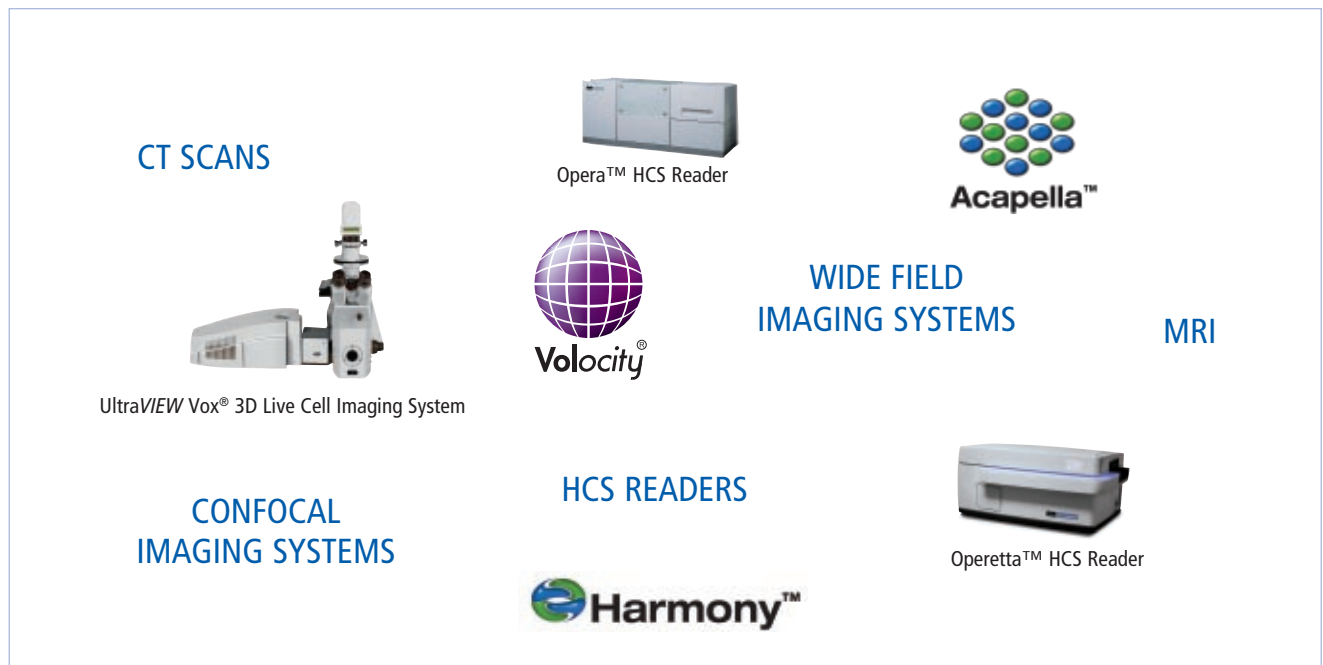 Opera™ HCS Reader
CT SCANS
Acapella™
UltraVIEW Vox® 3D Live Cell Imaging System
Volocity®
WIDE FIELD
IMAGING SYSTEMS
MRI
CONFOCAL
IMAGING SYSTEMS
HCS READERS
Operetta™ HCS Reader
Harmony™